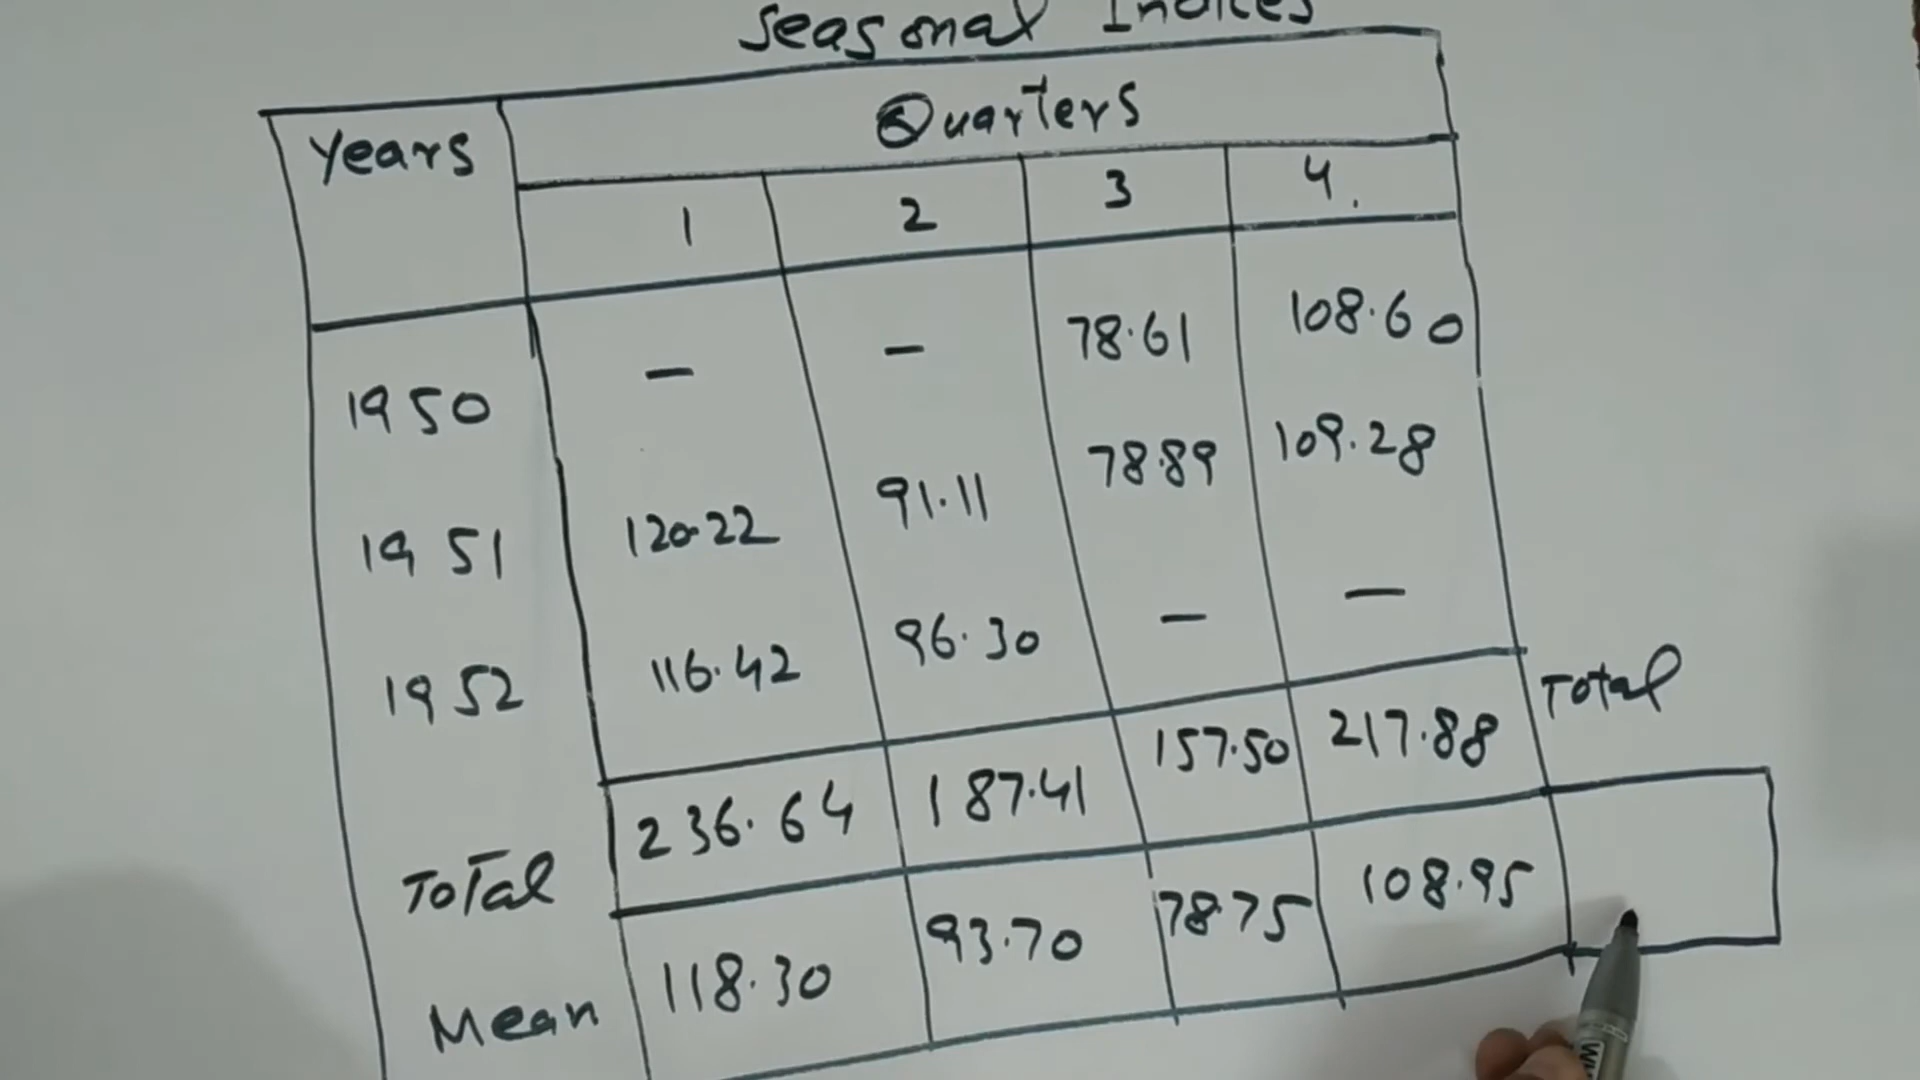 Seasonal Indices
Years Quarters
1 2 3 4.
1950 - - 78.61 108.60
1951 120.22 91.11 78.89 109.28
1952 116.42 96.30 - -
Total
Total 236.64 187.41 157.50 217.88
Mean 118.30 93.70 78.75 108.95